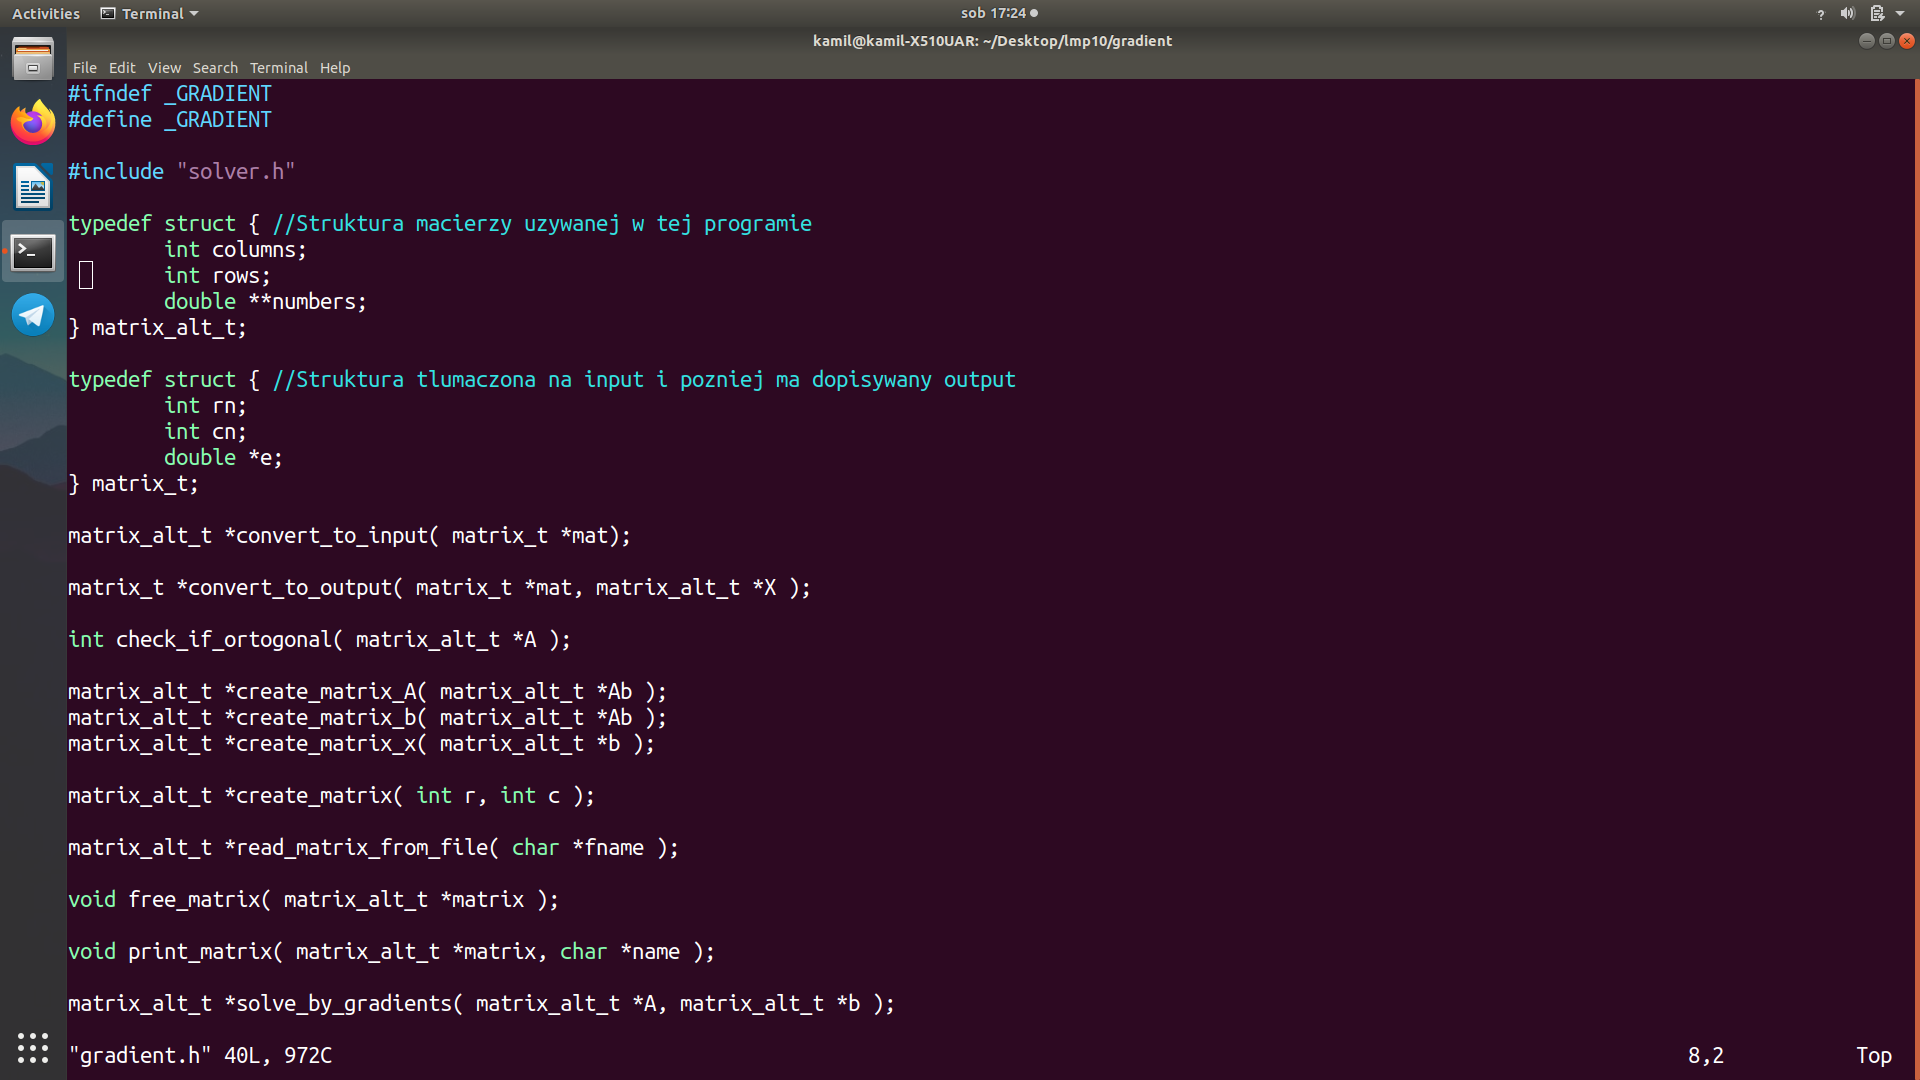 Activities Terminal sob 17:24
kamil@kamil-X510UAR: ~/Desktop/lmp10/gradient
File Edit View Search Terminal Help
#ifndef _GRADIENT
#define _GRADIENT
#include "solver.h"
typedef struct { //Struktura macierzy uzywanej w tej programie
int columns;
int rows;
double **numbers;
} matrix_alt_t;
typedef struct { //Struktura tlumaczona na input i pozniej ma dopisywany output
int rn;
int cn;
double *e;
} matrix_t;
matrix_alt_t *convert_to_input( matrix_t *mat);
matrix_t *convert_to_output( matrix_t *mat, matrix_alt_t *X );
int check_if_ortogonal( matrix_alt_t *A );
matrix_alt_t *create_matrix_A( matrix_alt_t *Ab );
matrix_alt_t *create_matrix_b( matrix_alt_t *Ab );
matrix_alt_t *create_matrix_x( matrix_alt_t *b );
matrix_alt_t *create_matrix( int r, int c );
matrix_alt_t *read_matrix_from_file( char *fname );
void free_matrix( matrix_alt_t *matrix );
void print_matrix( matrix_alt_t *matrix, char *name );
matrix_alt_t *solve_by_gradients( matrix_alt_t *A, matrix_alt_t *b );
"gradient.h" 40L, 972C 8,2 Top